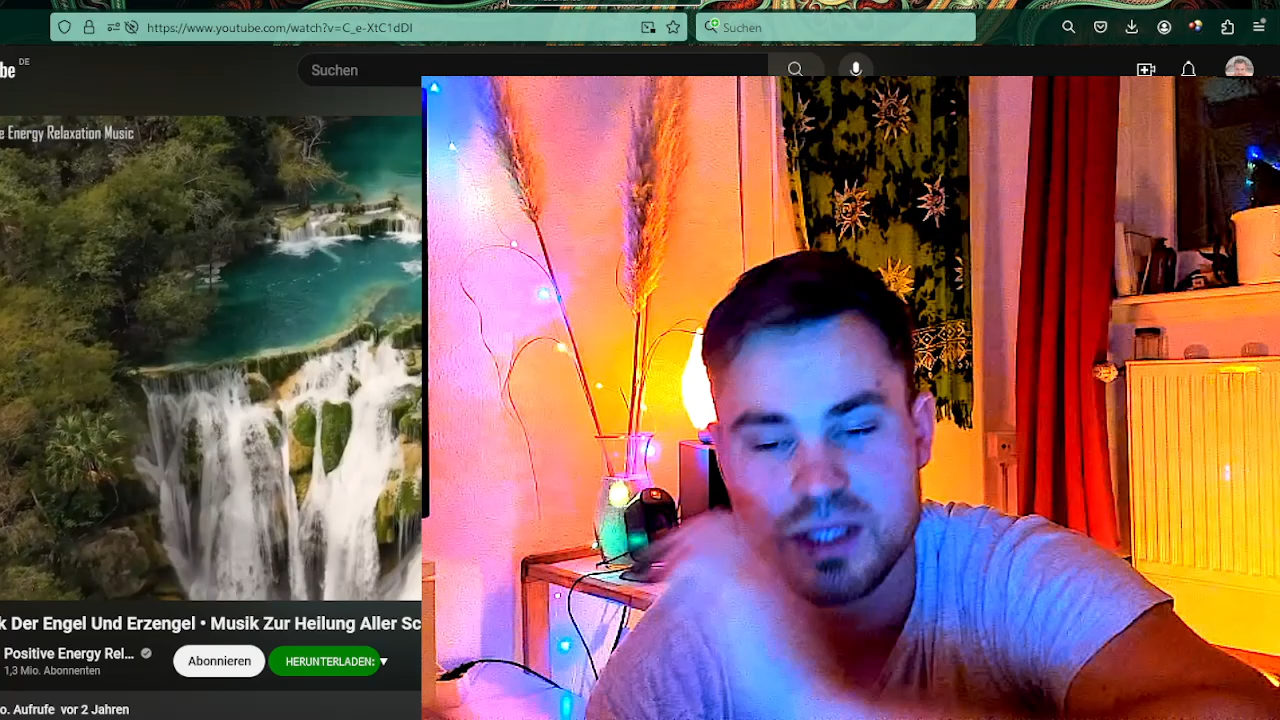 https://www.youtube.com/watch?v=C_e-XtC1dDI
Suchen
be DE
Suchen
e Energy Relaxation Music
k Der Engel Und Erzengel • Musik Zur Heilung Aller Sc
Positive Energy Rel...
1,3 Mio. Abonnenten
Abonnieren
HERUNTERLADEN:
o. Aufrufe vor 2 Jahren